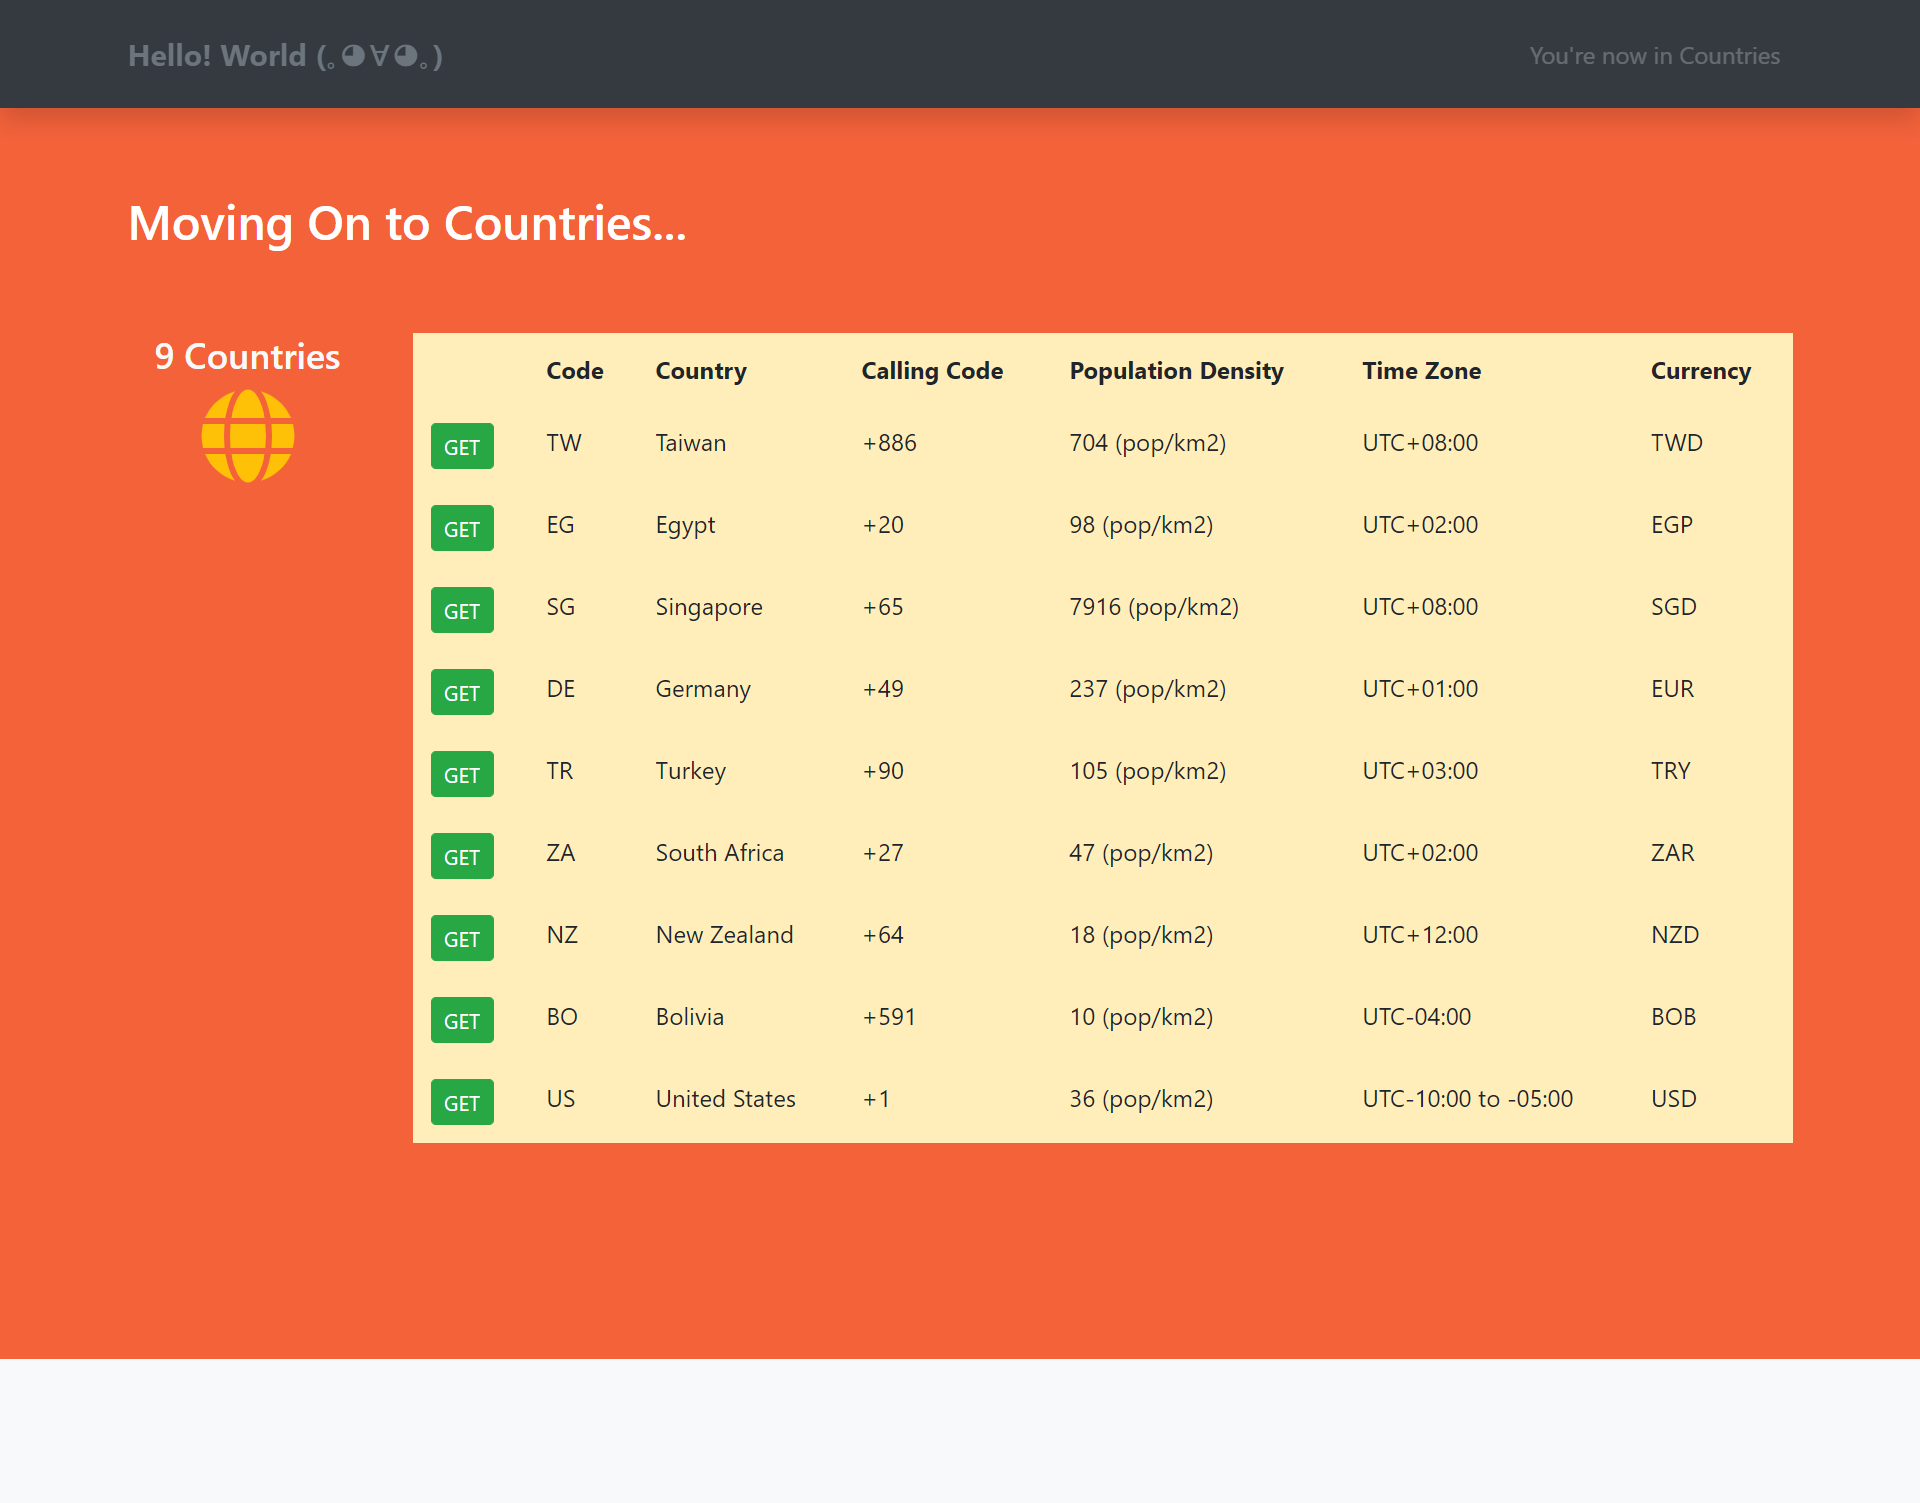 Hello! World (｡◕∀◕｡)
You're now in Countries
Moving On to Countries...
9 Countries
Code Country Calling Code Population Density Time Zone Currency
GET TW Taiwan +886 704 (pop/km2) UTC+08:00 TWD
GET EG Egypt +20 98 (pop/km2) UTC+02:00 EGP
GET SG Singapore +65 7916 (pop/km2) UTC+08:00 SGD
GET DE Germany +49 237 (pop/km2) UTC+01:00 EUR
GET TR Turkey +90 105 (pop/km2) UTC+03:00 TRY
GET ZA South Africa +27 47 (pop/km2) UTC+02:00 ZAR
GET NZ New Zealand +64 18 (pop/km2) UTC+12:00 NZD
GET BO Bolivia +591 10 (pop/km2) UTC-04:00 BOB
GET US United States +1 36 (pop/km2) UTC-10:00 to -05:00 USD